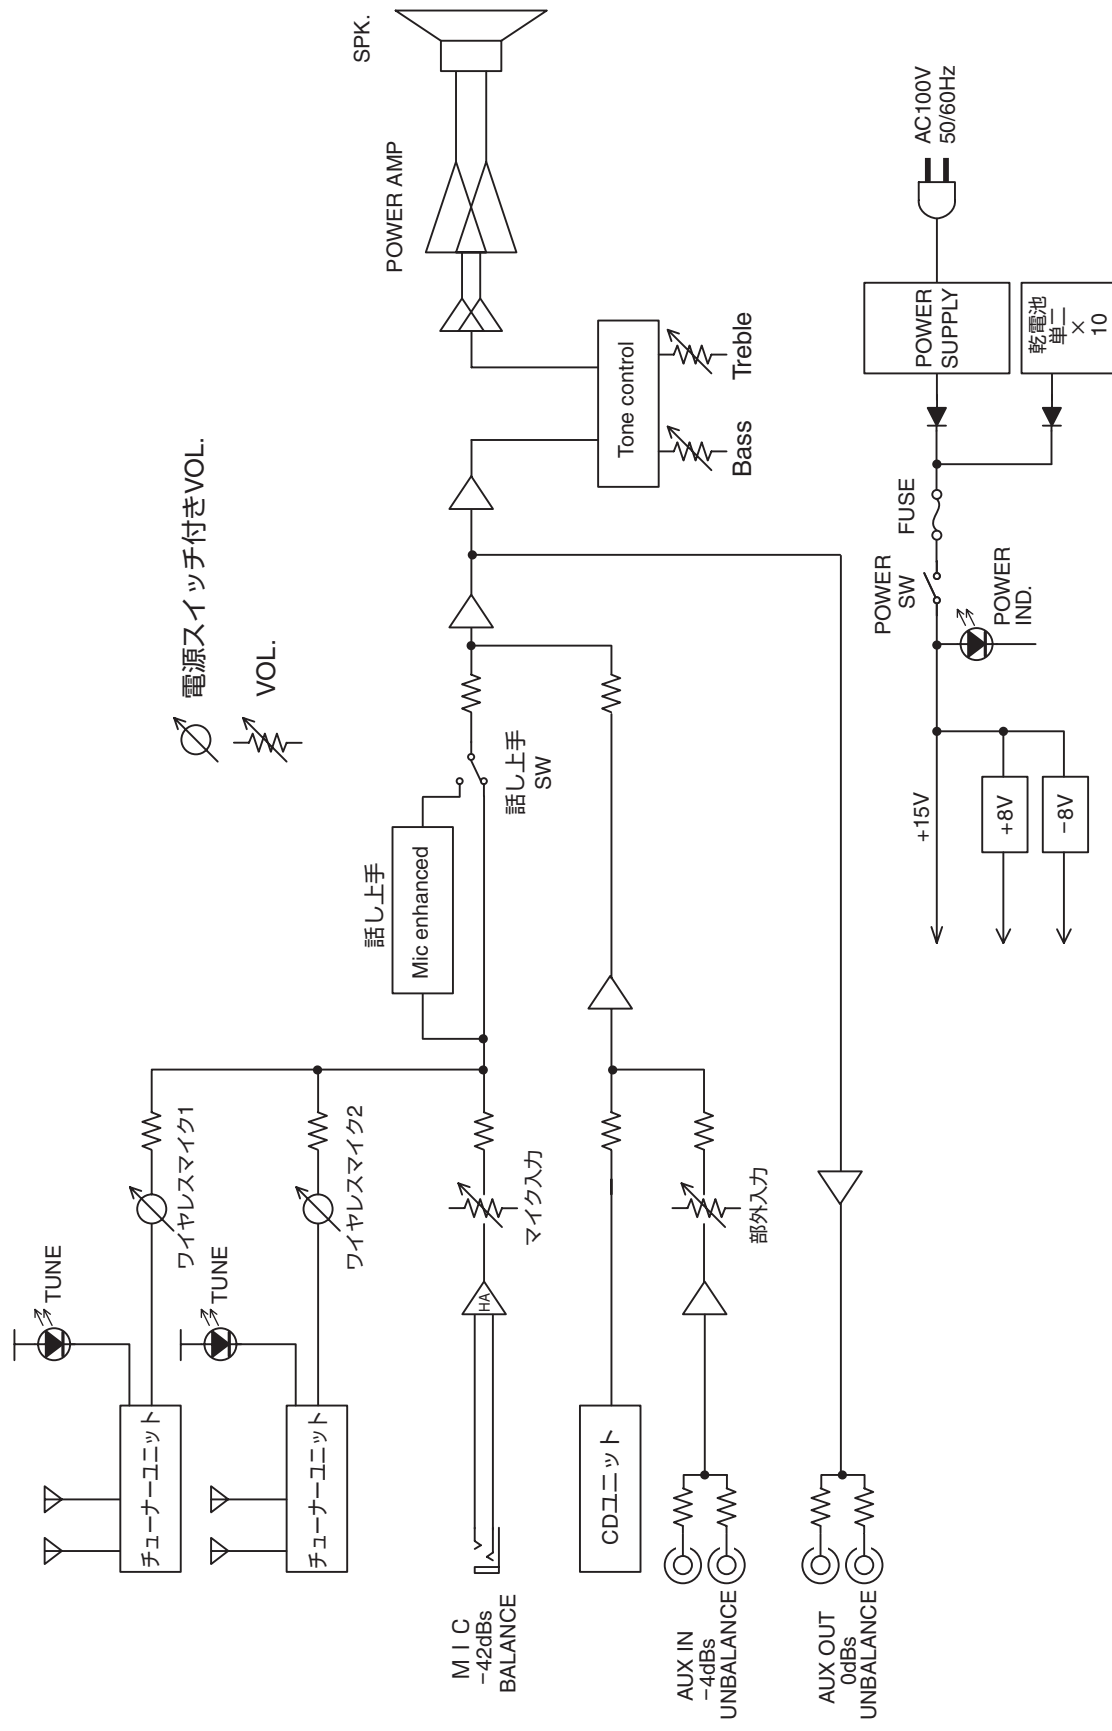 電源スイッチ付きVOL.
VOL.
TUNE
チューナーユニット
ワイヤレスマイク1
TUNE
チューナーユニット
ワイヤレスマイク2
話し上手
Mic enhanced
話し上手
SW
MIC
-42dBs
BALANCE
HA
マイク入力
POWER AMP
SPK.
Tone control
Bass
Treble
CDユニット
AUX IN
-4dBs
UNBALANCE
部外入力
AUX OUT
0dBs
UNBALANCE
+15V
+8V
-8V
POWER
SW
POWER
IND.
FUSE
POWER
SUPPLY
乾電池
単二
×
10
AC100V
50/60Hz